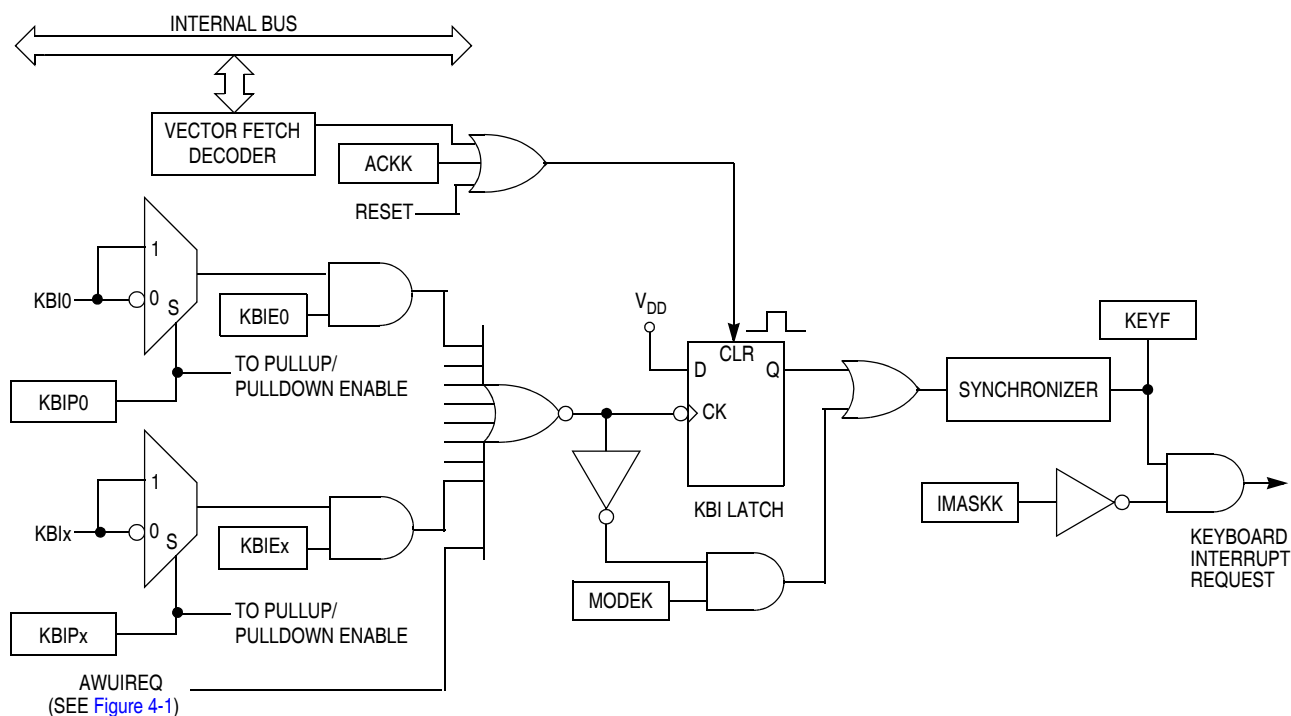 INTERNAL BUS
VECTOR FETCH
DECODER
ACKK
RESET
1
KBI0
0
S
KBIE0
TO PULLUP/
PULLDOWN ENABLE
KBIP0
VDD
CLR
D
Q
CK
KBI LATCH
KEYF
SYNCHRONIZER
IMASKK
KEYBOARD
INTERRUPT
REQUEST
1
KBIx
0
S
KBIEx
MODEK
TO PULLUP/
PULLDOWN ENABLE
KBIPx
AWUIREQ
(SEE Figure 4-1)